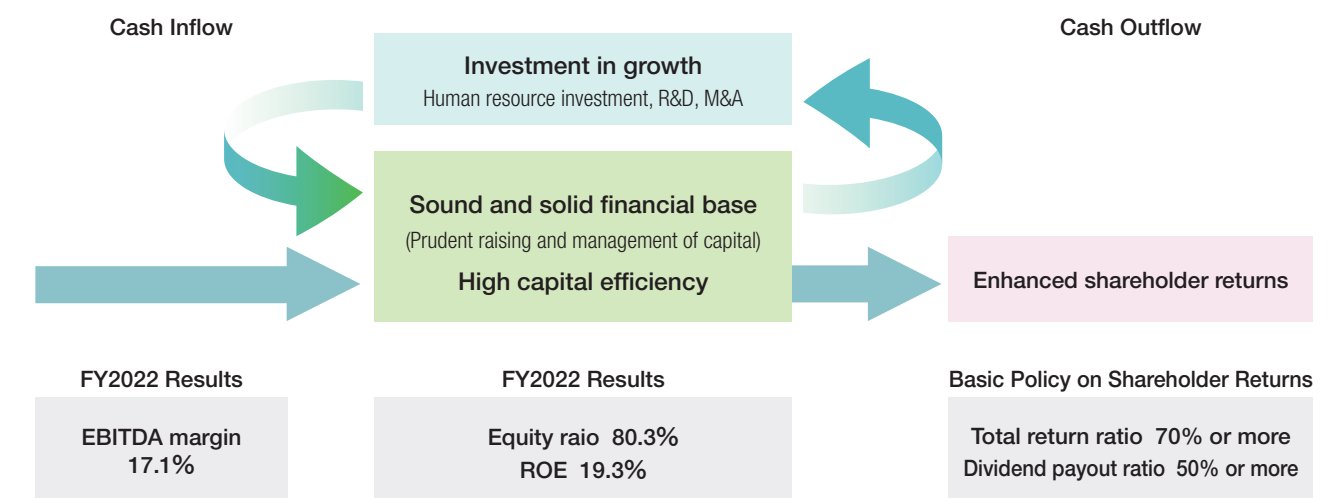 Cash Inflow
Cash Outflow
Investment in growth
Human resource investment, R&D, M&A
Sound and solid financial base
(Prudent raising and management of capital)
High capital efficiency
Enhanced shareholder returns
FY2022 Results
EBITDA margin
17.1%
FY2022 Results
Equity raio 80.3%
ROE 19.3%
Basic Policy on Shareholder Returns
Total return ratio 70% or more
Dividend payout ratio 50% or more